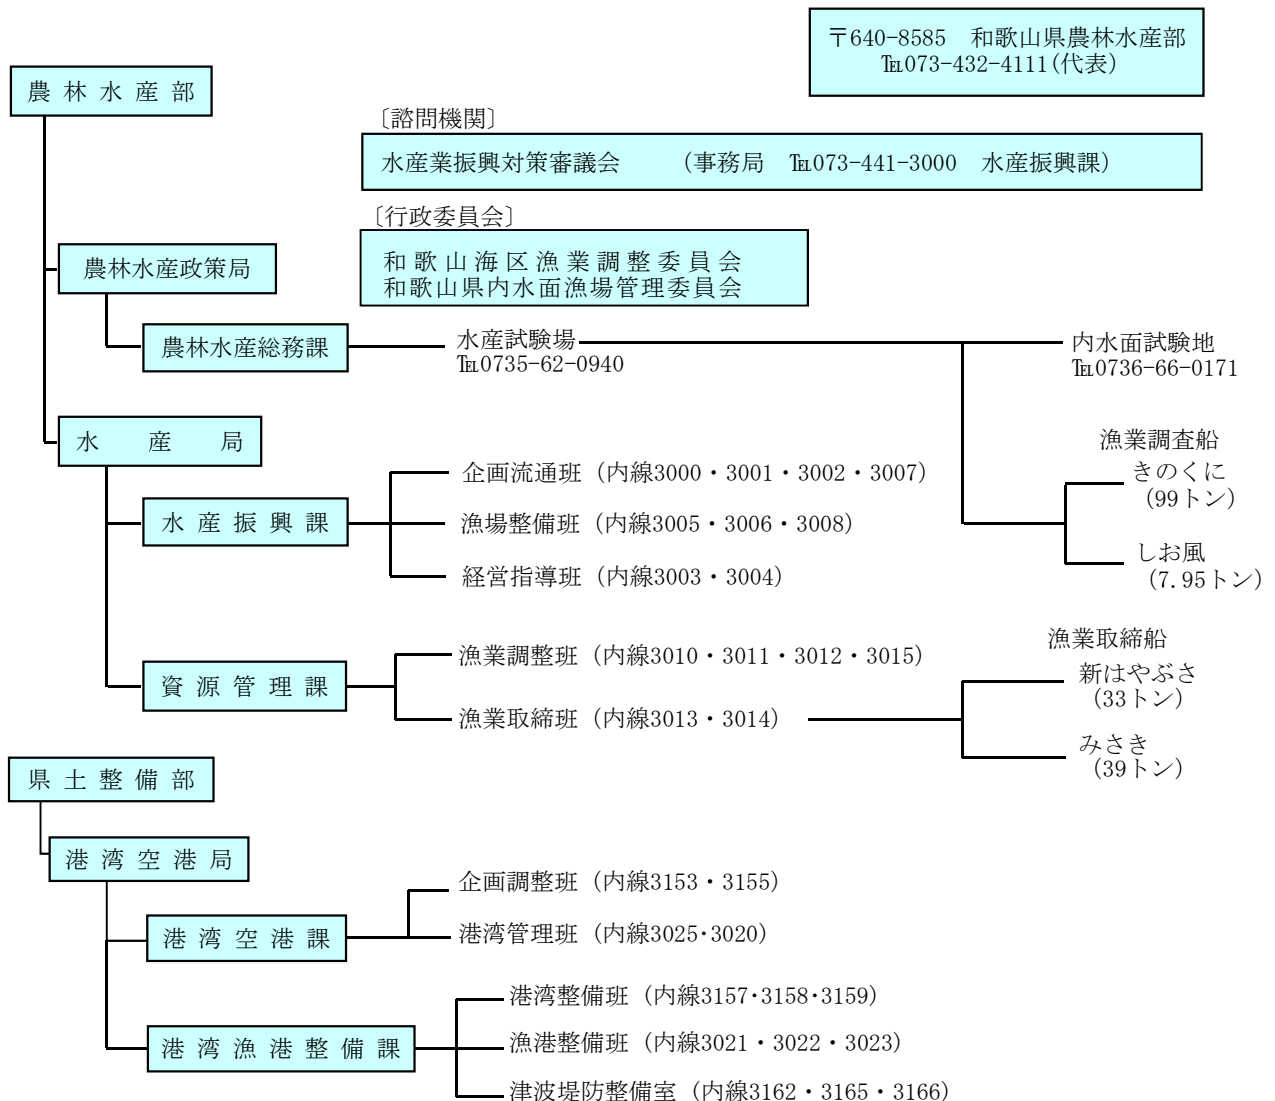 〒640-8585　和歌山県農林水産部
℡073-432-4111(代表)
農林水産部
〔諮問機関〕
水産業振興対策審議会　　（事務局　℡073-441-3000　水産振興課）
〔行政委員会〕
農林水産政策局
和歌山海区漁業調整委員会
和歌山県内水面漁場管理委員会
農林水産総務課
水産試験場
℡0735-62-0940
内水面試験地
℡0736-66-0171
水産局
漁業調査船
きのくに
(99トン)
しお風
(7.95トン)
企画流通班（内線3000・3001・3002・3007）
水産振興課
漁場整備班（内線3005・3006・3008）
経営指導班（内線3003・3004）
漁業調整班（内線3010・3011・3012・3015）
資源管理課
漁業取締班（内線3013・3014）
漁業取締船
新はやぶさ
(33トン)
みさき
(39トン)
県土整備部
港湾空港局
企画調整班（内線3153・3155）
港湾空港課
港湾管理班（内線3025･3020）
港湾整備班（内線3157･3158･3159）
港湾漁港整備課
漁港整備班（内線3021・3022・3023）
津波堤防整備室（内線3162・3165・3166）